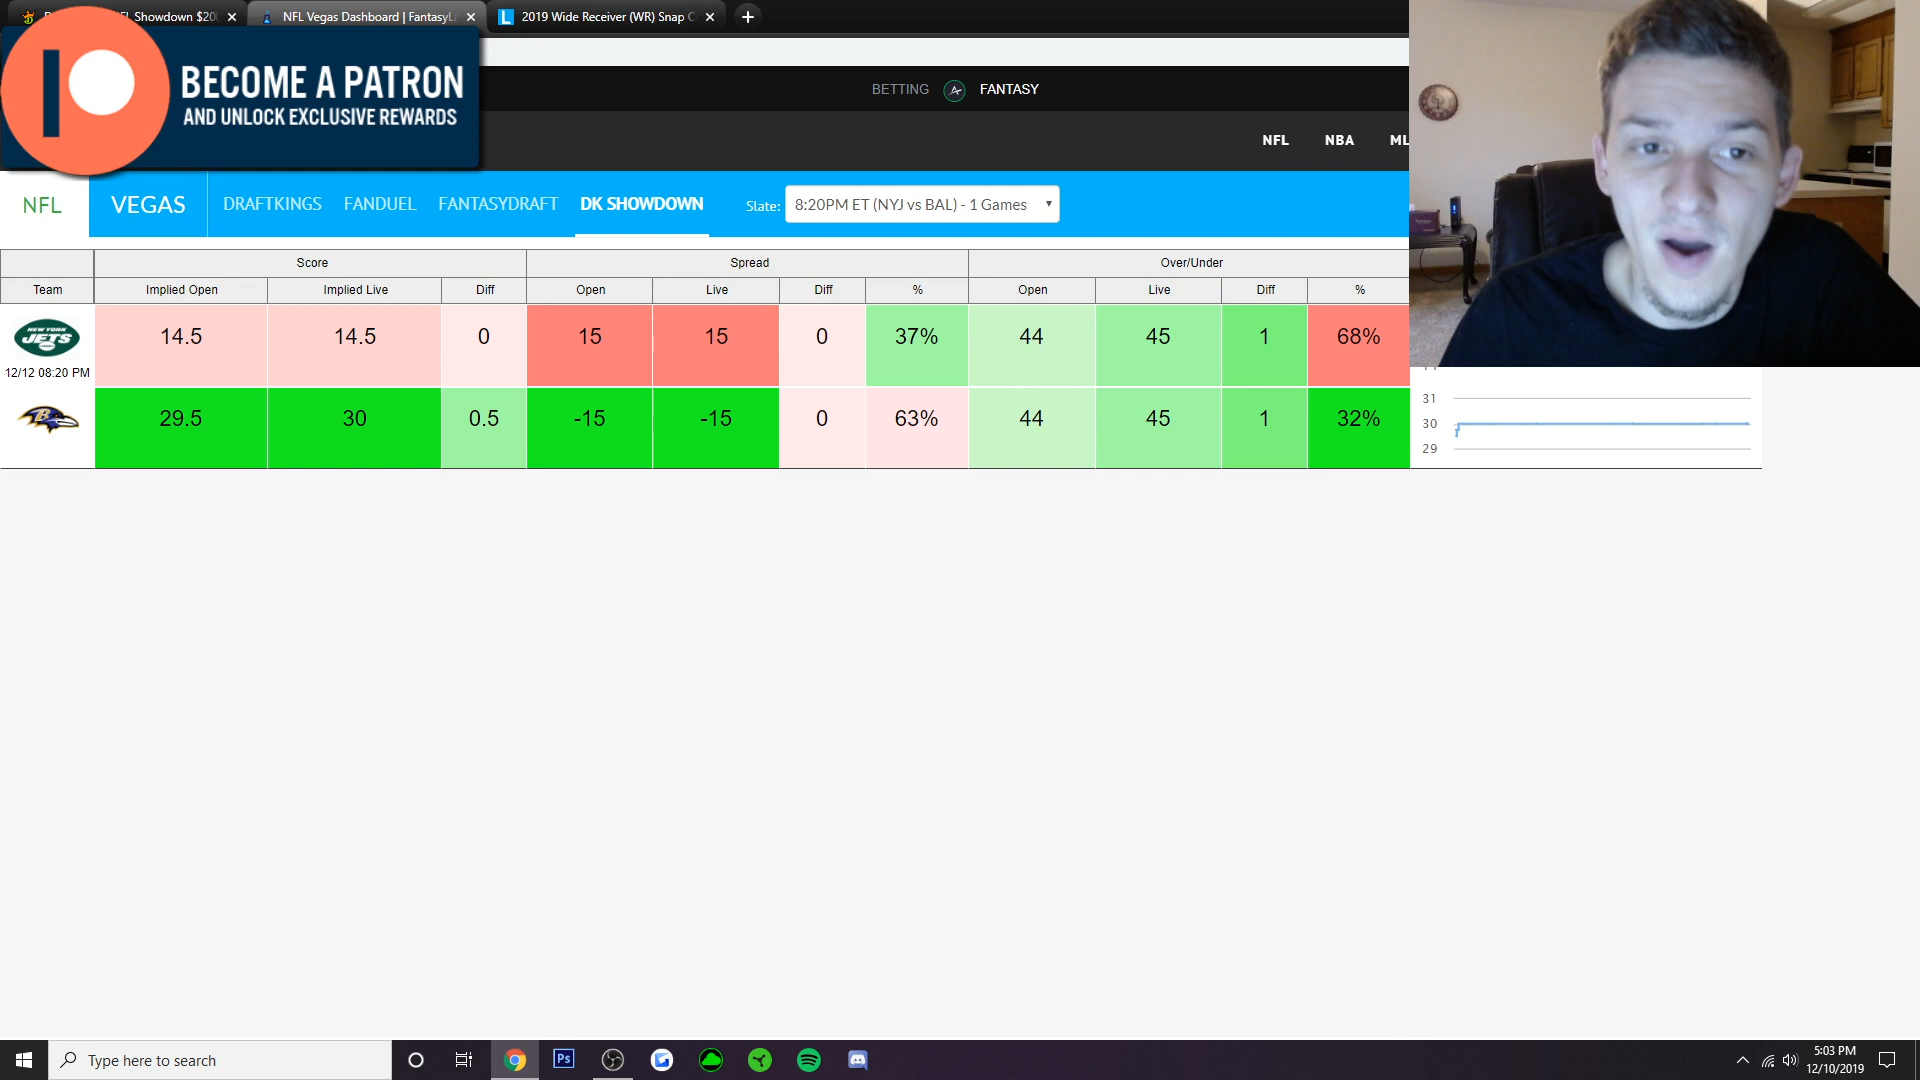 Showdown $20
NFL Vegas Dashboard | FantasyL
2019 Wide Receiver (WR) Snap C
BECOME A PATRON
AND UNLOCK EXCLUSIVE REWARDS
BETTING FANTASY
NFL NBA ML
NFL VEGAS DRAFTKINGS FANDUEL FANTASYDRAFT DK SHOWDOWN Slate: 8:20PM ET (NYJ vs BAL) - 1 Games
Score Spread Over/Under
Team Implied Open Implied Live Diff Open Live Diff % Open Live Diff %
NEW YORK
JETS
14.5 14.5 0 15 15 0 37% 44 45 1 68%
12/12 08:20 PM
B
29.5 30 0.5 -15 -15 0 63% 44 45 1 32%
31
30
29
Type here to search
Ps
5:03 PM
12/10/2019